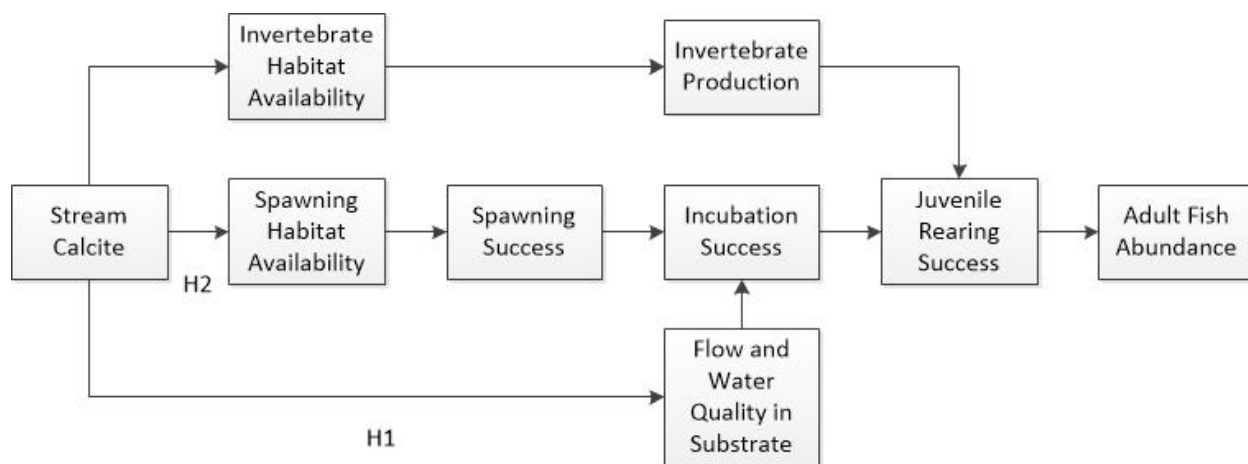 Invertebrate
Habitat
Availability
Invertebrate
Production
Stream
Calcite
Spawning
Habitat
Availability
Spawning
Success
Incubation
Success
Juvenile
Rearing
Success
Adult Fish
Abundance
H2
Flow and
Water
Quality in
Substrate
H1